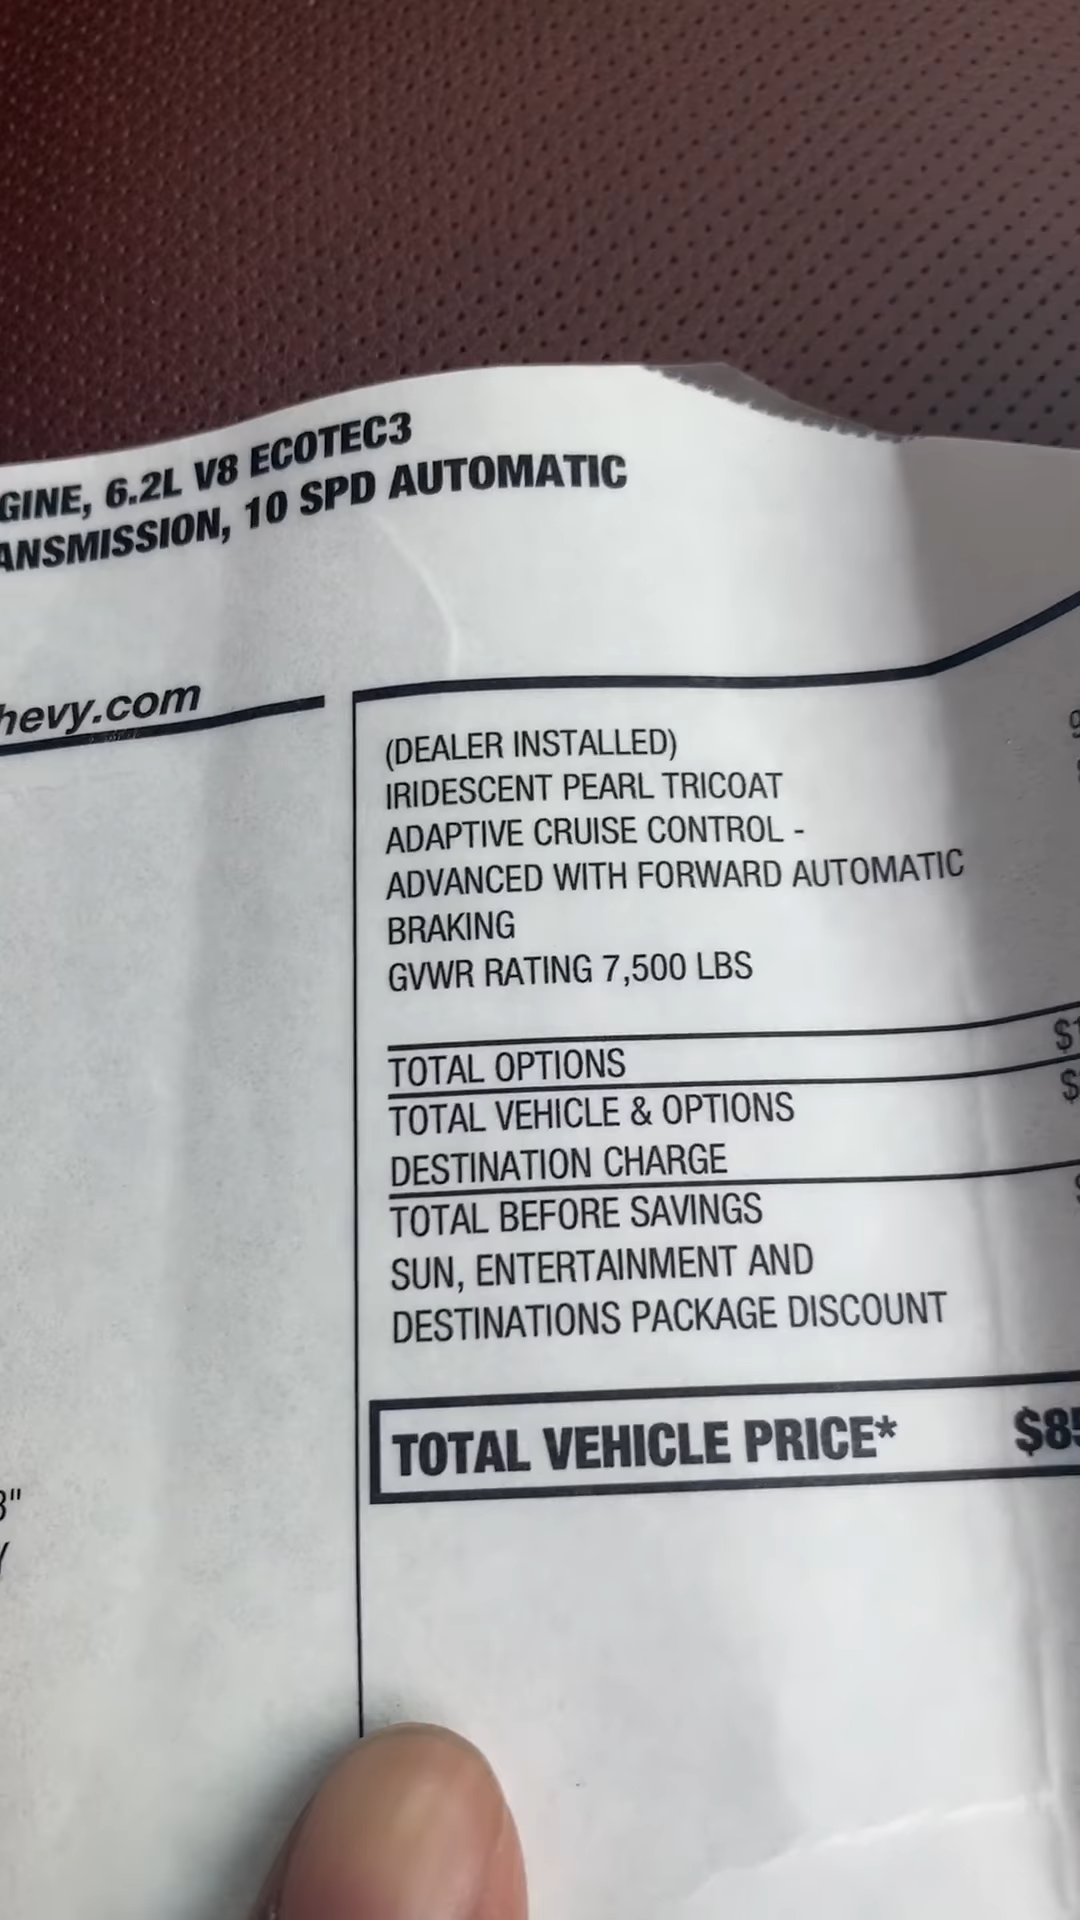 GINE, 6.2L V8 ECOTEC3
ANSMISSION, 10 SPD AUTOMATIC
hevy.com
(DEALER INSTALLED)
IRIDESCENT PEARL TRICOAT
ADAPTIVE CRUISE CONTROL -
ADVANCED WITH FORWARD AUTOMATIC
BRAKING
GVWR RATING 7,500 LBS
TOTAL OPTIONS $1
TOTAL VEHICLE & OPTIONS $
DESTINATION CHARGE
TOTAL BEFORE SAVINGS
SUN, ENTERTAINMENT AND
DESTINATIONS PACKAGE DISCOUNT
TOTAL VEHICLE PRICE* $85